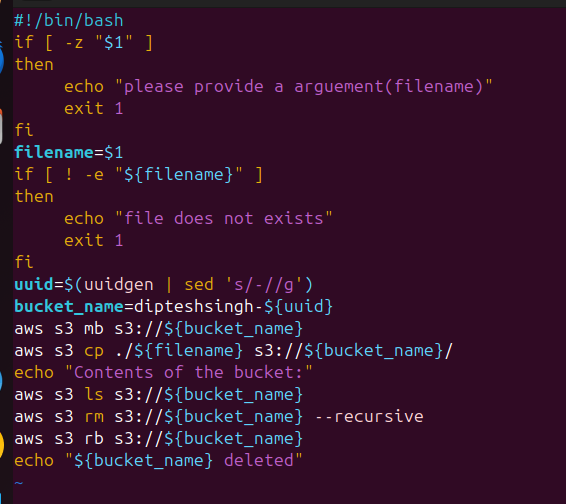 #!/bin/bash
if [ -z "$1" ]
then
     echo "please provide a arguement(filename)"
     exit 1
fi
filename=$1
if [ ! -e "${filename}" ]
then
     echo "file does not exists"
     exit 1
fi
uuid=$(uuidgen | sed 's/-//g')
bucket_name=dipteshsingh-${uuid}
aws s3 mb s3://${bucket_name}
aws s3 cp ./${filename} s3://${bucket_name}/
echo "Contents of the bucket:"
aws s3 ls s3://${bucket_name}
aws s3 rm s3://${bucket_name} --recursive
aws s3 rb s3://${bucket_name}
echo "${bucket_name} deleted"
~